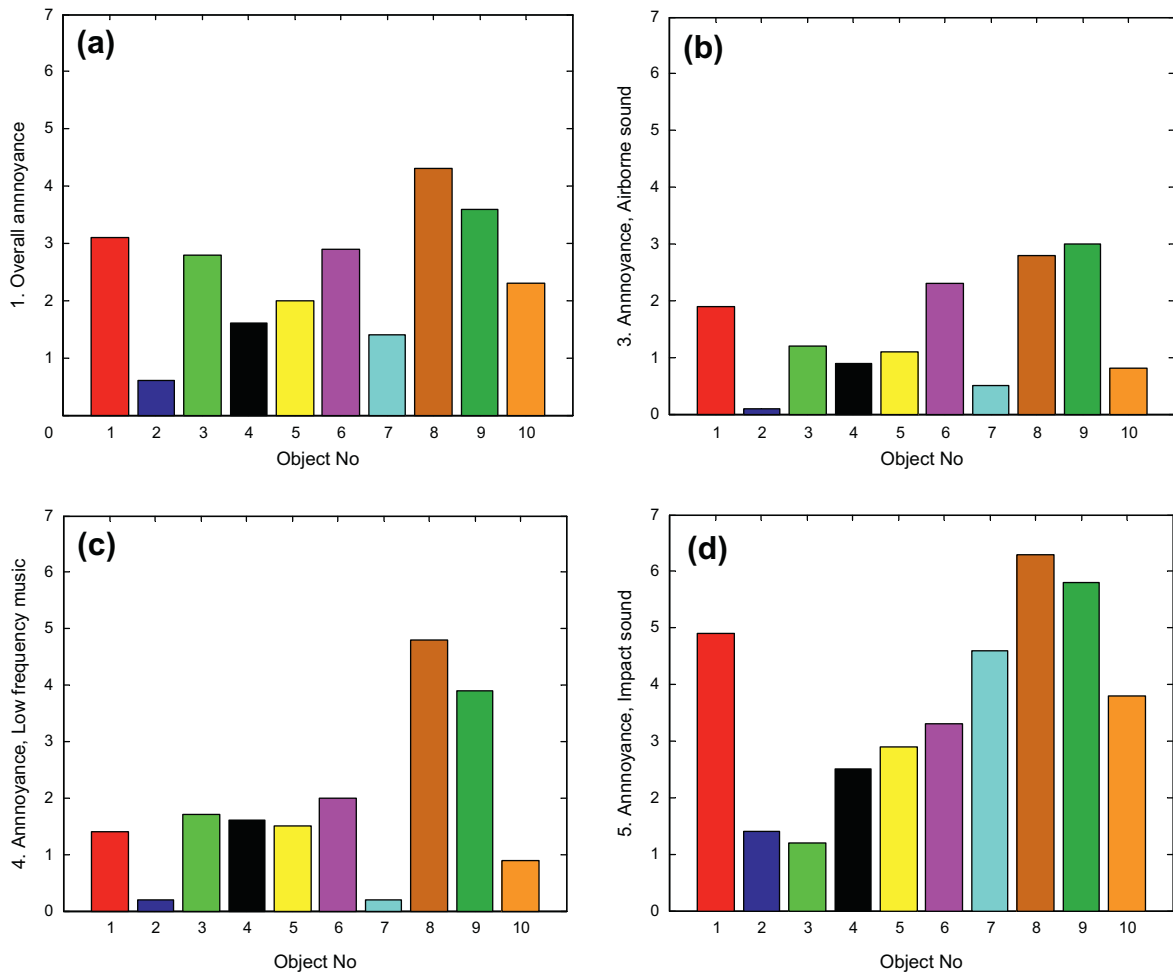 (a)
1. Overall annnoyance
7
6
5
4
3
2
1
0
1 2 3 4 5 6 7 8 9 10
Object No
(b)
3. Annnoyance, Airborne sound
7
6
5
4
3
2
1
0
1 2 3 4 5 6 7 8 9 10
Object No
(c)
4. Annnoyance, Low frequency music
7
6
5
4
3
2
1
0
1 2 3 4 5 6 7 8 9 10
Object No
(d)
5. Annnoyance, Impact sound
7
6
5
4
3
2
1
0
1 2 3 4 5 6 7 8 9 10
Object No